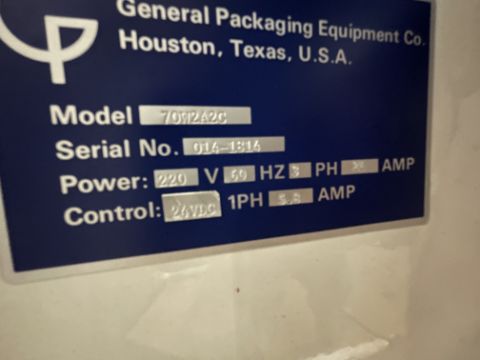 General Packaging Equipment Co.
Houston, Texas, U.S.A.
Model 70W2A2C
Serial No. 014-1814
Power: 220 V 60 HZ 3 PH AMP
Control: 24VDC 1PH AMP